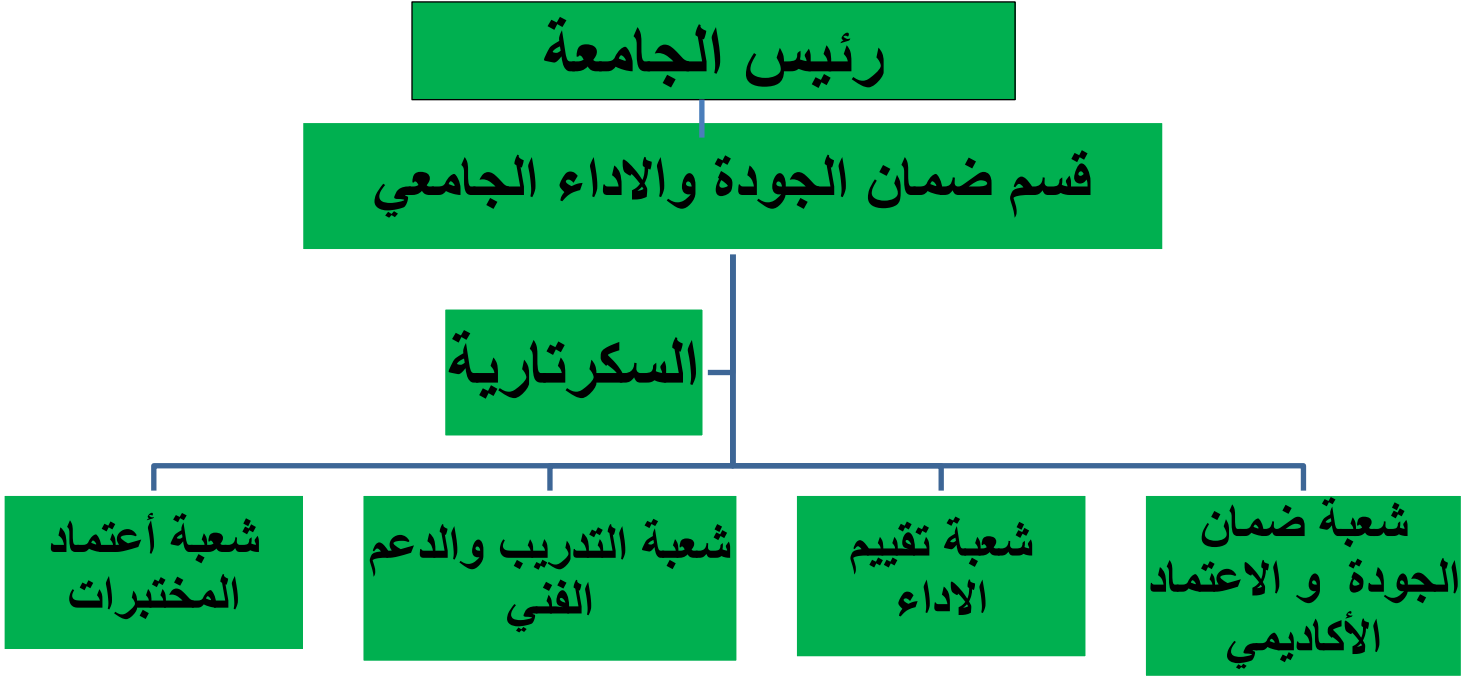 رئيس الجامعة
قسم ضمان الجودة والاداء الجامعي
السكرتارية
شعبة ضمان
الجودة و الاعتماد
الأكاديمي
شعبة تقييم
الاداء
شعبة التدريب والدعم
الفني
شعبة أعتماد
المختبرات